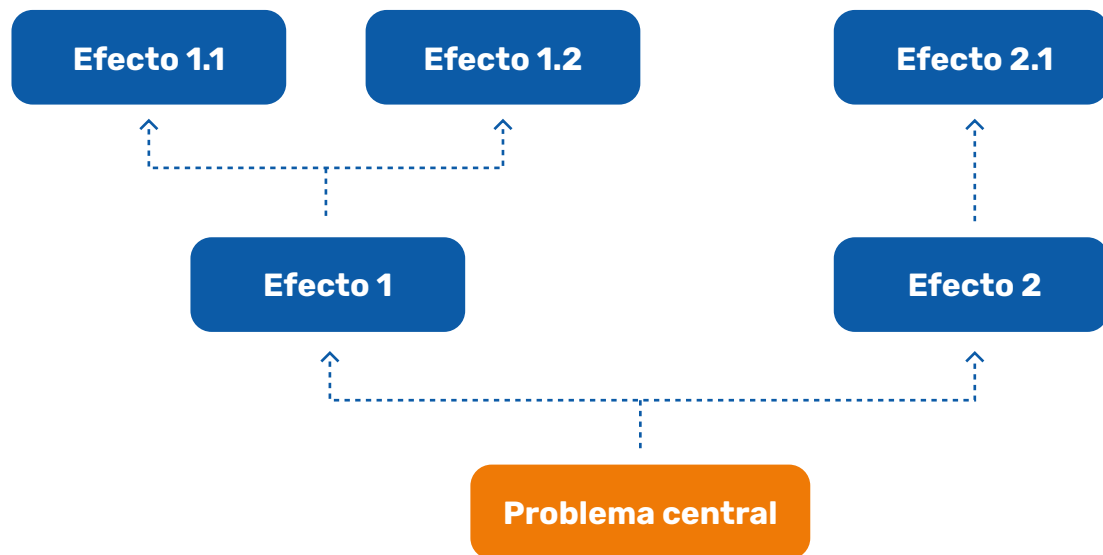 Efecto 1.1
Efecto 1.2
Efecto 2.1
Efecto 1
Efecto 2
Problema central